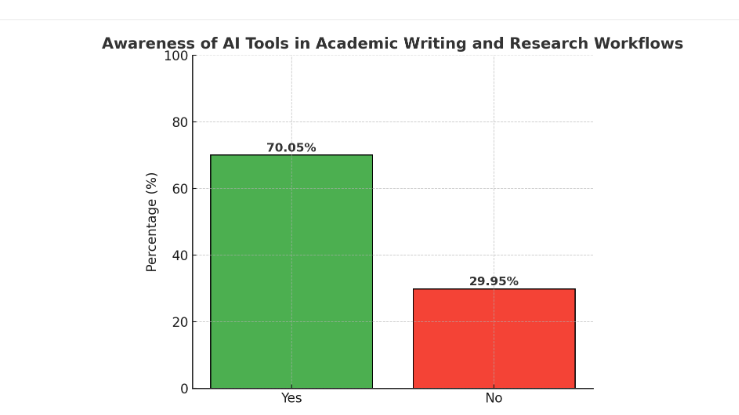 Awareness of AI Tools in Academic Writing and Research Workflows
100
80
60
40
20
0
Percentage (%)
70.05%
29.95%
Yes No